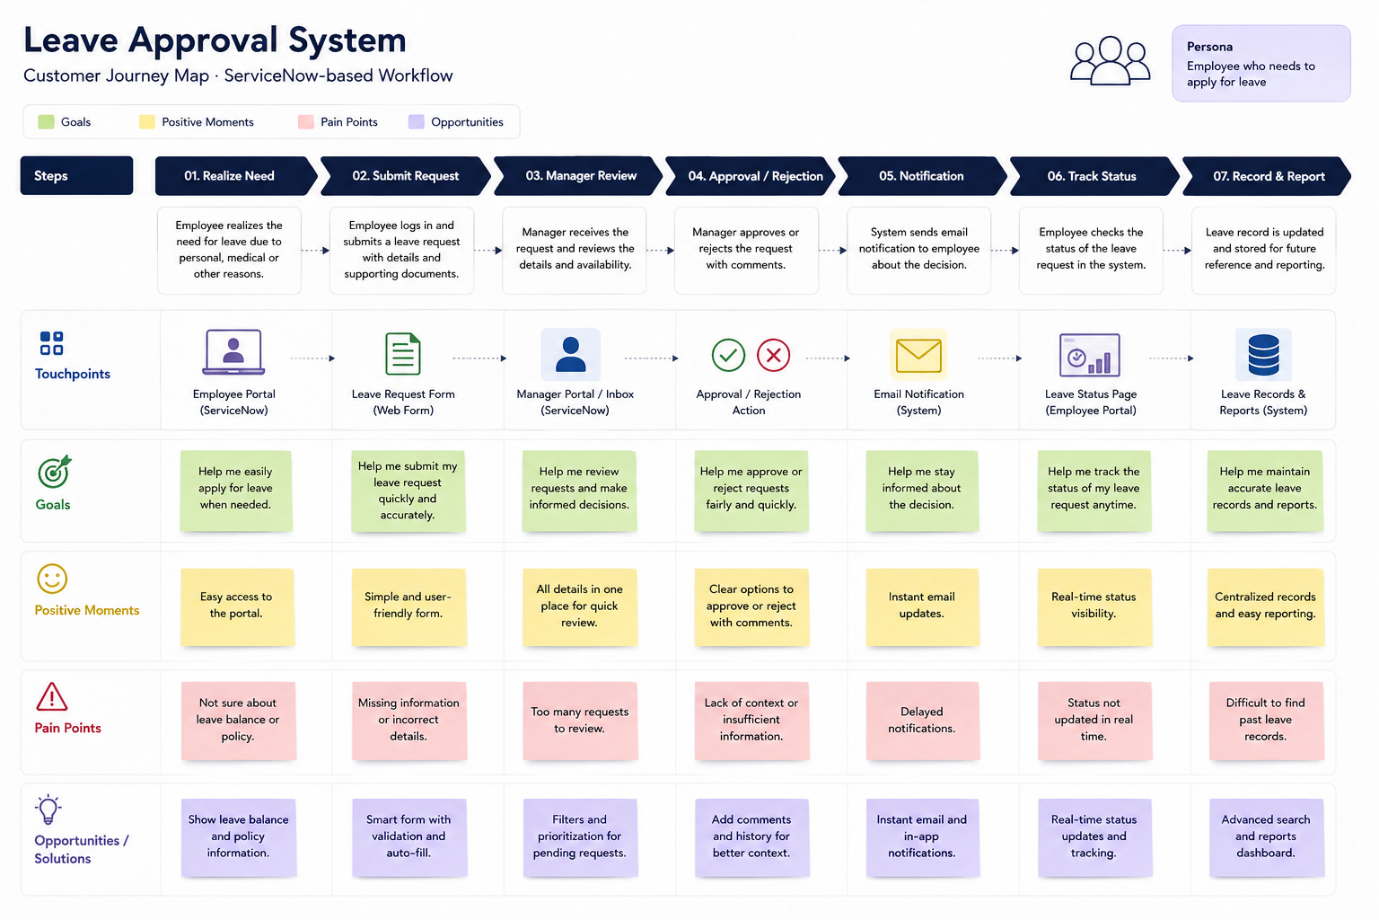 Leave Approval System
Customer Journey Map · ServiceNow-based Workflow
Persona
Employee who needs to
apply for leave
Goals
Positive Moments
Pain Points
Opportunities
Steps
01. Realize Need
02. Submit Request
03. Manager Review
04. Approval / Rejection
05. Notification
06. Track Status
07. Record & Report
Employee realizes the
need for leave due to
personal, medical or
other reasons.
Employee logs in and
submits a leave request
with details and
supporting documents.
Manager receives the
request and reviews the
details and availability.
Manager approves or
rejects the request
with comments.
System sends email
notification to employee
about the decision.
Employee checks the
status of the leave
request in the system.
Leave record is updated
and stored for future
reference and reporting.
Touchpoints
Employee Portal
(ServiceNow)
Leave Request Form
(Web Form)
Manager Portal / Inbox
(ServiceNow)
Approval / Rejection
Action
Email Notification
(System)
Leave Status Page
(Employee Portal)
Leave Records &
Reports (System)
Goals
Help me easily
apply for leave
when needed.
Help me submit my
leave request
quickly and
accurately.
Help me review
requests and make
informed decisions.
Help me approve or
reject requests
fairly and quickly.
Help me stay
informed about
the decision.
Help me track the
status of my leave
request anytime.
Help me maintain
accurate leave
records and reports.
Positive Moments
Easy access to
the portal.
Simple and user-
friendly form.
All details in one
place for quick
review.
Clear options to
approve or reject
with comments.
Instant email
updates.
Real-time status
visibility.
Centralized records
and easy reporting.
Pain Points
Not sure about
leave balance or
policy.
Missing information
or incorrect
details.
Too many requests
to review.
Lack of context or
insufficient
information.
Delayed
notifications.
Status not
updated in real
time.
Difficult to find
past leave
records.
Opportunities /
Solutions
Show leave balance
and policy
information.
Smart form with
validation and
auto-fill.
Filters and
prioritization for
pending requests.
Add comments
and history for
better context.
Instant email and
in-app
notifications.
Real-time status
updates and
tracking.
Advanced search
and reports
dashboard.